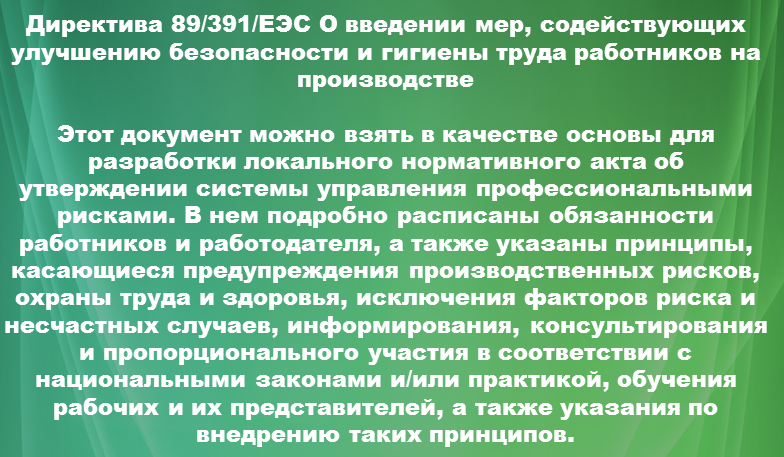 Директива 89/391/ЕЭС О введении мер, содействующих
улучшению безопасности и гигиены труда работников на
производстве
Этот документ можно взять в качестве основы для
разработки локального нормативного акта об
утверждении системы управления профессиональными
рисками. В нем подробно расписаны обязанности
работников и работодателя, а также указаны принципы,
касающиеся предупреждения производственных рисков,
охраны труда и здоровья, исключения факторов риска и
несчастных случаев, информирования, консультирования
и пропорционального участия в соответствии с
национальными законами и/или практикой, обучения
рабочих и их представителей, а также указания по
внедрению таких принципов.